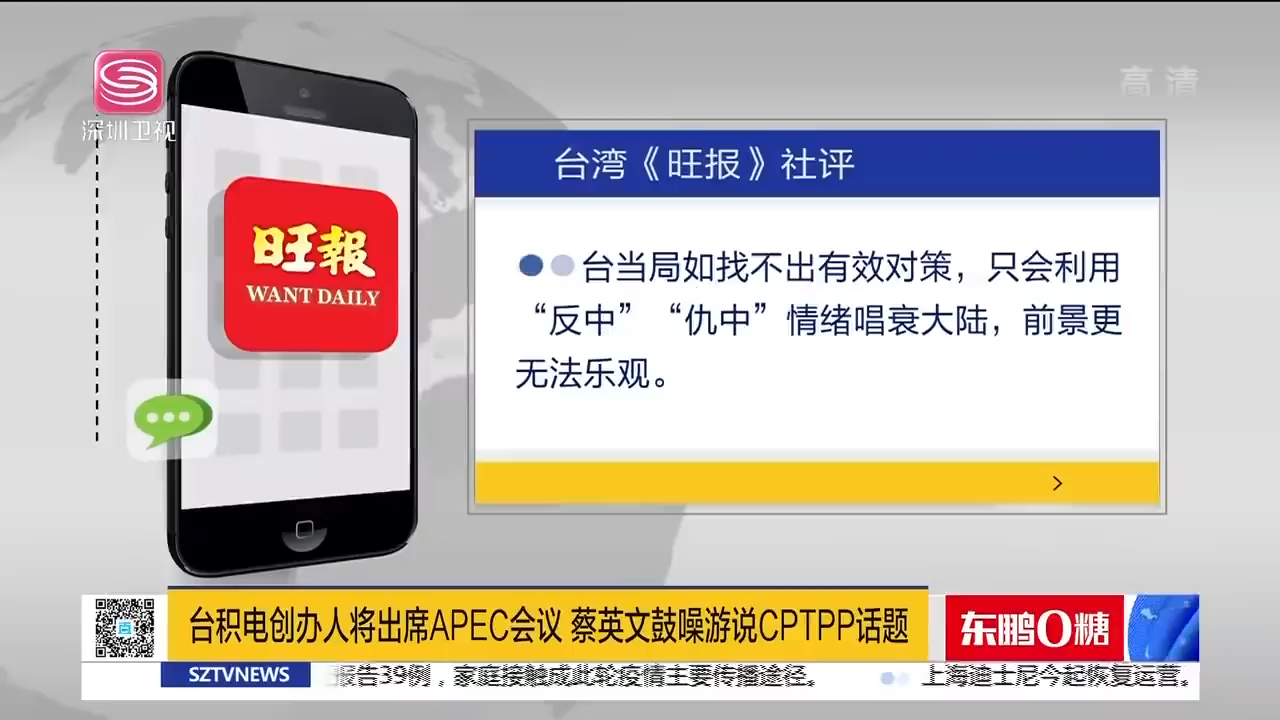 深圳卫视
高清
旺報
WANT DAILY
台湾《旺报》社评
台当局如找不出有效对策，只会利用
“反中”“仇中”情绪唱衰大陆，前景更
无法乐观。
台积电创办人将出席APEC会议 蔡英文鼓噪游说CPTPP话题
东鹏0糖
SZTVNEWS
报告39例，家庭接触成此轮疫情主要传播途径。 上海迪士尼今起恢复运营。